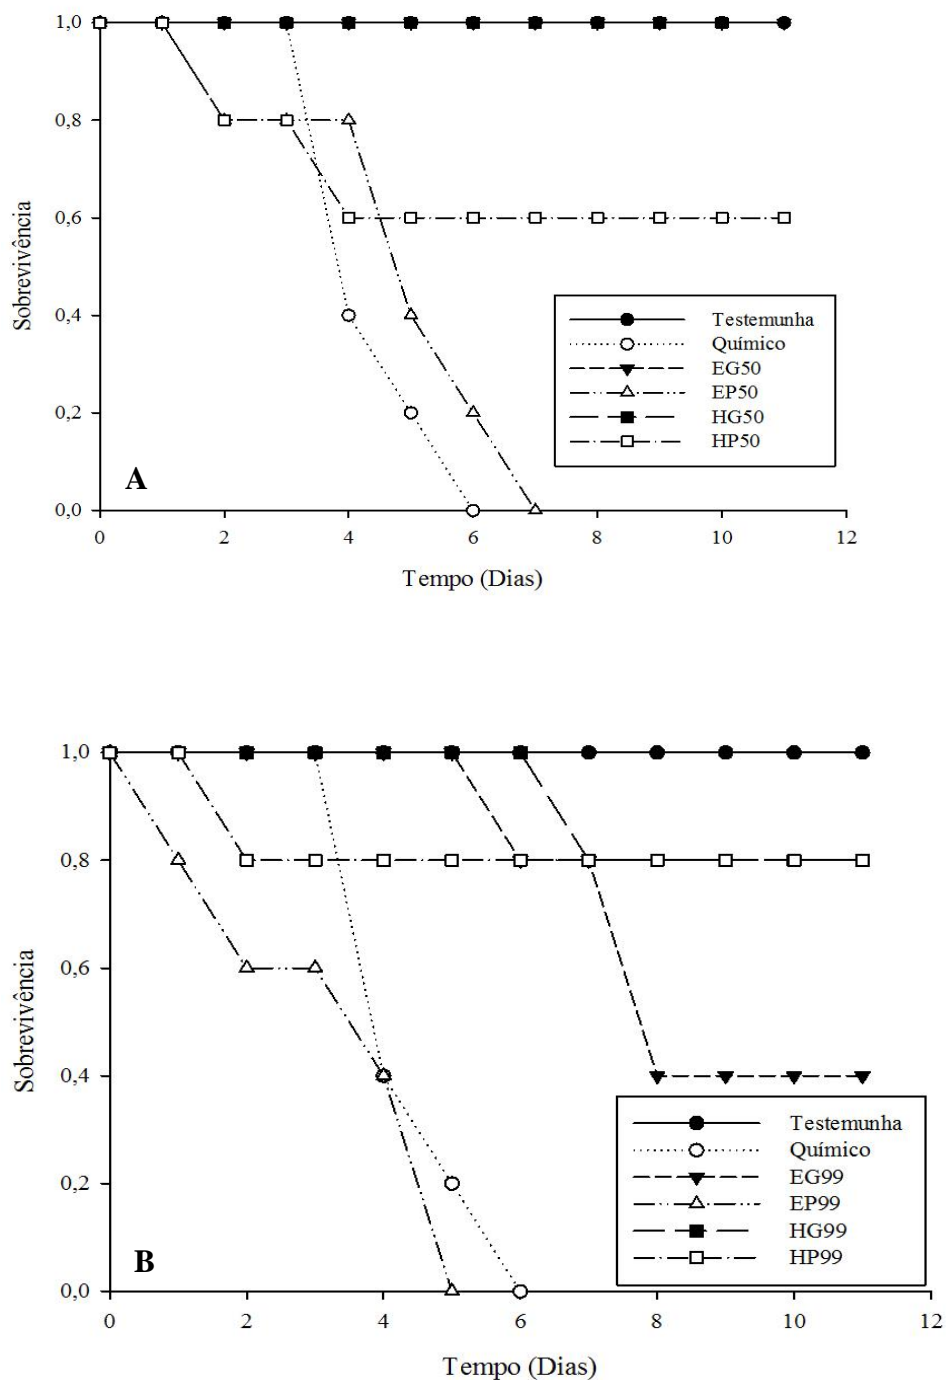 1,0
0,8
0,6
0,4
0,2
0,0
Sobrevivência
A
0 2 4 6 8 10 12
Tempo (Dias)
Testemunha
Químico
EG50
EP50
HG50
HP50
1,0
0,8
0,6
0,4
0,2
0,0
Sobrevivência
B
0 2 4 6 8 10 12
Tempo (Dias)
Testemunha
Químico
EG99
EP99
HG99
HP99